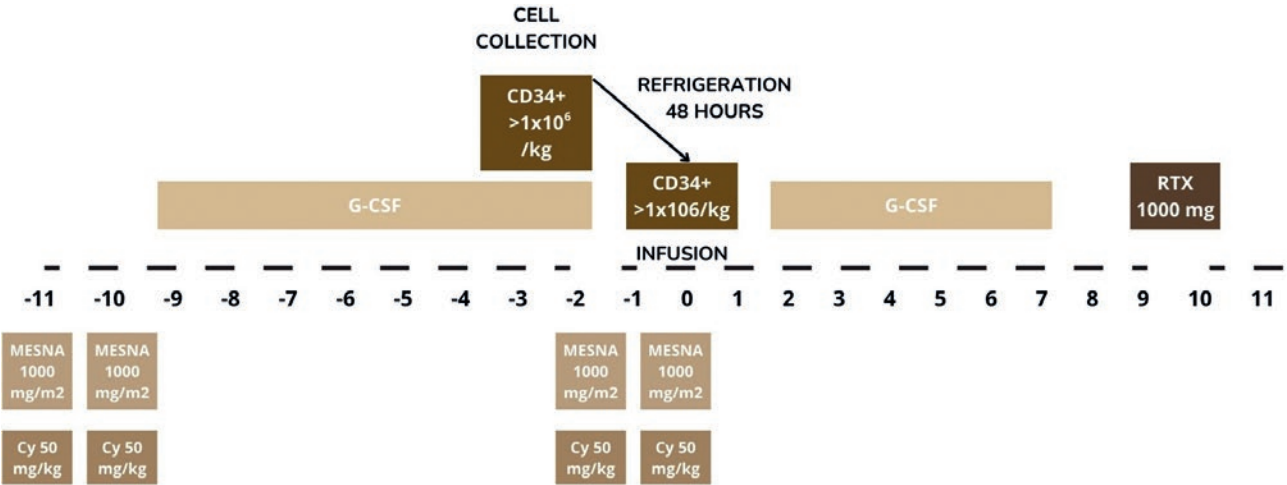 CELL
COLLECTION
CD34+
>1x10⁶
/kg
REFRIGERATION
48 HOURS
G-CSF
CD34+
>1x106/kg
G-CSF
RTX
1000 mg
INFUSION
-11 -10 -9 -8 -7 -6 -5 -4 -3 -2 -1 0 1 2 3 4 5 6 7 8 9 10 11
MESNA
1000
mg/m2
MESNA
1000
mg/m2
MESNA
1000
mg/m2
MESNA
1000
mg/m2
Cy 50
mg/kg
Cy 50
mg/kg
Cy 50
mg/kg
Cy 50
mg/kg